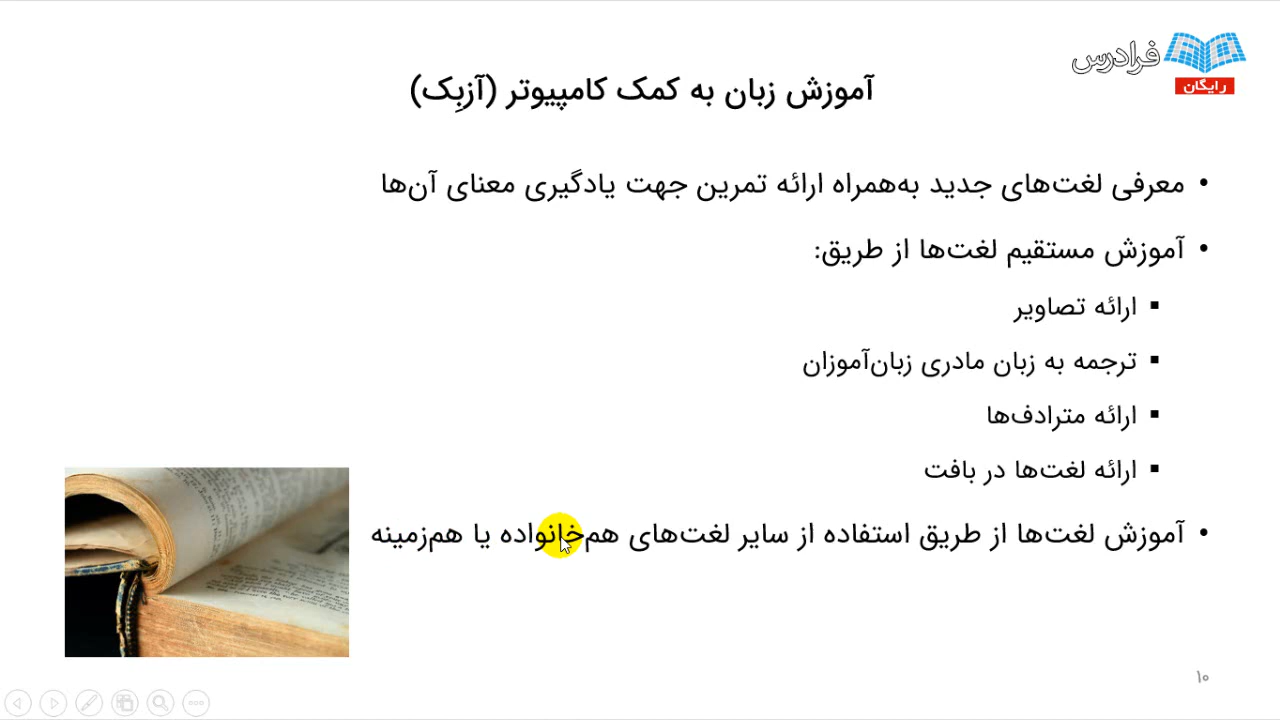 فرادرس
رایگان
آموزش زبان به کمک کامپیوتر (آزبِک)
• معرفی لغت‌های جدید به‌همراه ارائه تمرین جهت یادگیری معنای آن‌ها
• آموزش مستقیم لغت‌ها از طریق:
▪ ارائه تصاویر
▪ ترجمه به زبان مادری زبان‌آموزان
▪ ارائه مترادف‌ها
▪ ارائه لغت‌ها در بافت
• آموزش لغت‌ها از طریق استفاده از سایر لغت‌های هم‌خانواده یا هم‌زمینه
۱۰